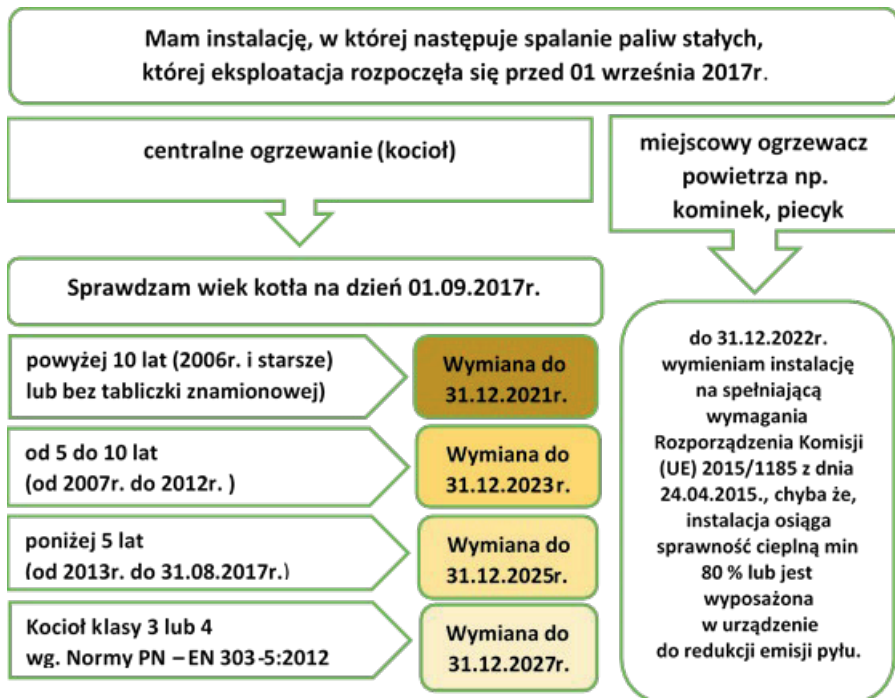 Mam instalację, w której następuje spalanie paliw stałych,
której eksploatacja rozpoczęła się przed 01 września 2017r.
centralne ogrzewanie (kocioł)
Sprawdzam wiek kotła na dzień 01.09.2017r.
powyżej 10 lat (2006r. i starsze)
lub bez tabliczki znamionowej)
Wymiana do
31.12.2021r.
od 5 do 10 lat
(od 2007r. do 2012r. )
Wymiana do
31.12.2023r.
poniżej 5 lat
(od 2013r. do 31.08.2017r.)
Wymiana do
31.12.2025r.
Kocioł klasy 3 lub 4
wg. Normy PN – EN 303-5:2012
Wymiana do
31.12.2027r.
miejscowy ogrzewacz
powietrza np.
kominek, piecyk
do 31.12.2022r.
wymieniam instalację
na spełniającą
wymagania
Rozporządzenia Komisji
(UE) 2015/1185 z dnia
24.04.2015., chyba że,
instalacja osiąga
sprawność cieplną min
80 % lub jest
wyposażona
w urządzenie
do redukcji emisji pyłu.